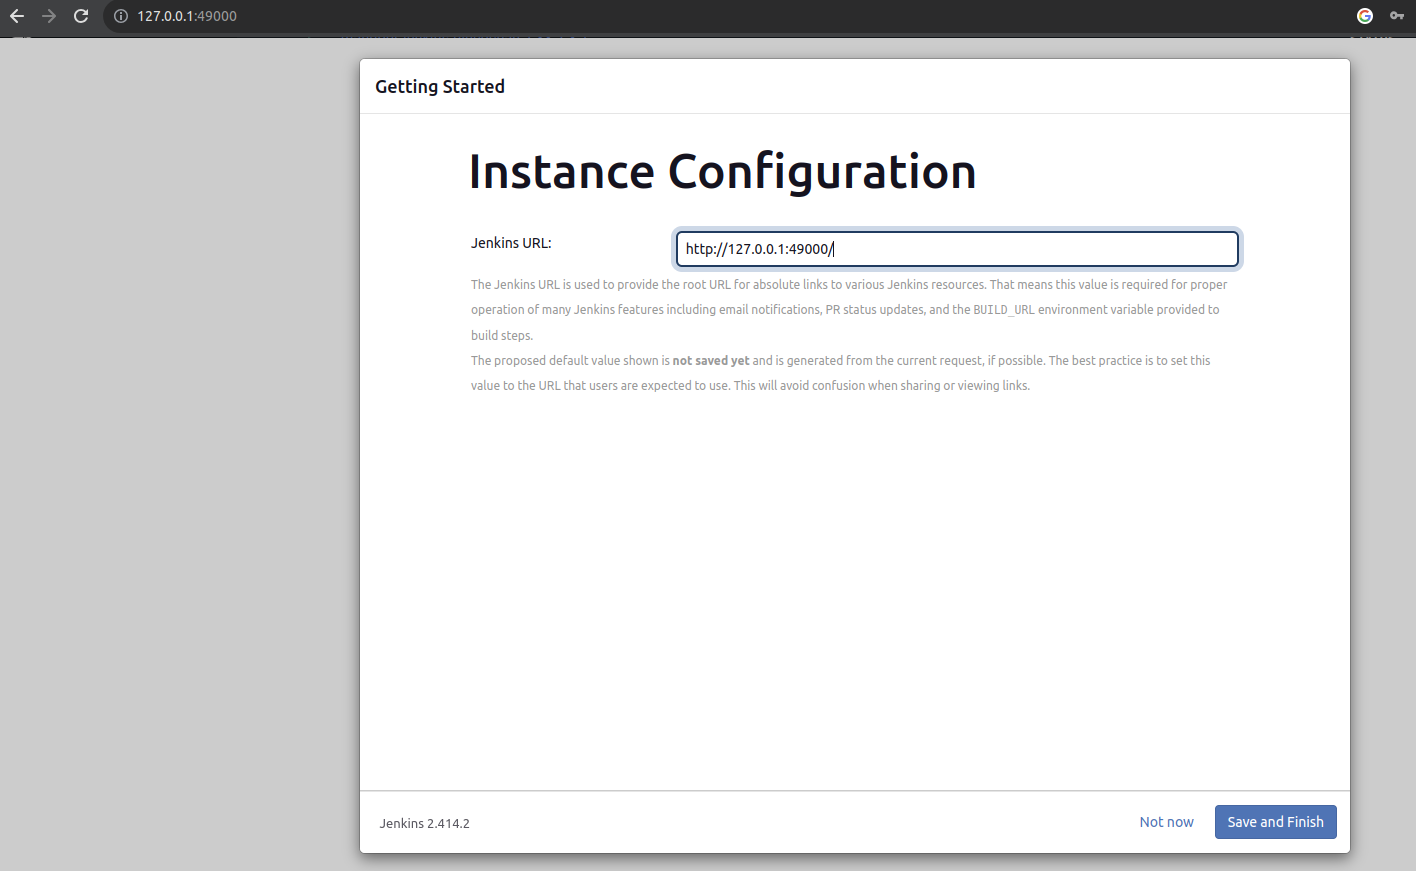 127.0.0.1:49000
Getting Started
Instance Configuration
Jenkins URL:
http://127.0.0.1:49000/
The Jenkins URL is used to provide the root URL for absolute links to various Jenkins resources. That means this value is required for proper
operation of many Jenkins features including email notifications, PR status updates, and the BUILD_URL environment variable provided to
build steps.
The proposed default value shown is not saved yet and is generated from the current request, if possible. The best practice is to set this
value to the URL that users are expected to use. This will avoid confusion when sharing or viewing links.
Jenkins 2.414.2
Not now
Save and Finish